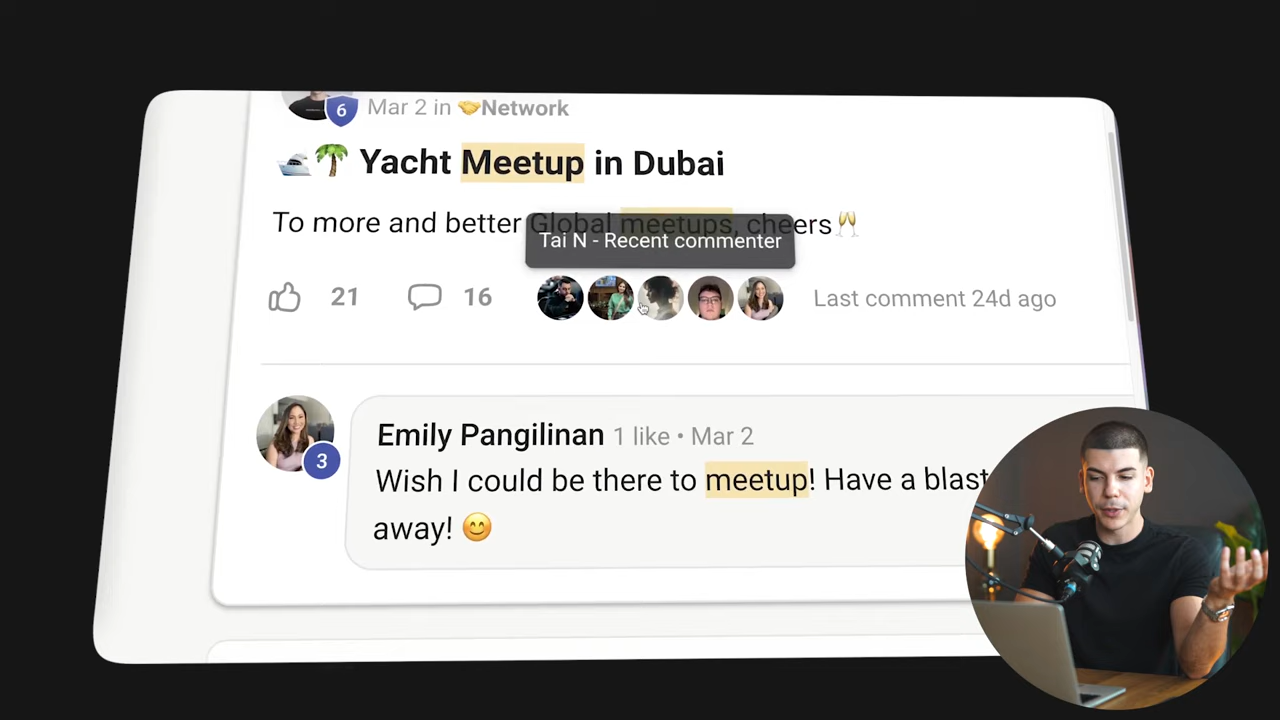 6 Mar 2 in 🤝Network
🛥️🌴 Yacht Meetup in Dubai
To more and better Global meetups, cheers🥂
Tai N - Recent commenter
21 16 Last comment 24d ago
Emily Pangilinan 1 like • Mar 2
3
Wish I could be there to meetup! Have a blast
away! 😊